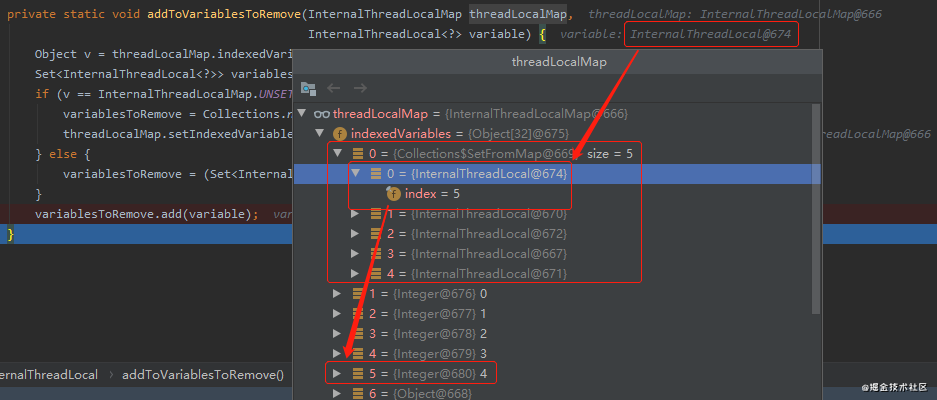 private static void addToVariablesToRemove(InternalThreadLocalMap threadLocalMap, threadLocalMap: InternalThreadLocalMap@666
InternalThreadLocal<?> variable) { variable: InternalThreadLocal@674
Object v = threadLocalMap.indexedVari
Set<InternalThreadLocal<?>> variables
if (v == InternalThreadLocalMap.UNSET
variablesToRemove = Collections.n
threadLocalMap.setIndexedVariab
eadLocalMap@666
} else {
variablesToRemove = (Set<Internal
}
variablesToRemove.add(variable); var
}
threadLocalMap
threadLocalMap = {InternalThreadLocalMap@666}
f indexedVariables = {Object[32]@675}
0 = {Collections$SetFromMap@669} size = 5
0 = {InternalThreadLocal@674}
f index = 5
1 = {InternalThreadLocal@670}
2 = {InternalThreadLocal@672}
3 = {InternalThreadLocal@667}
4 = {InternalThreadLocal@671}
1 = {Integer@676} 0
2 = {Integer@677} 1
3 = {Integer@678} 2
4 = {Integer@679} 3
5 = {Integer@680} 4
6 = {Object@668}
ernalThreadLocal › addToVariablesToRemove()
@掘金技术社区